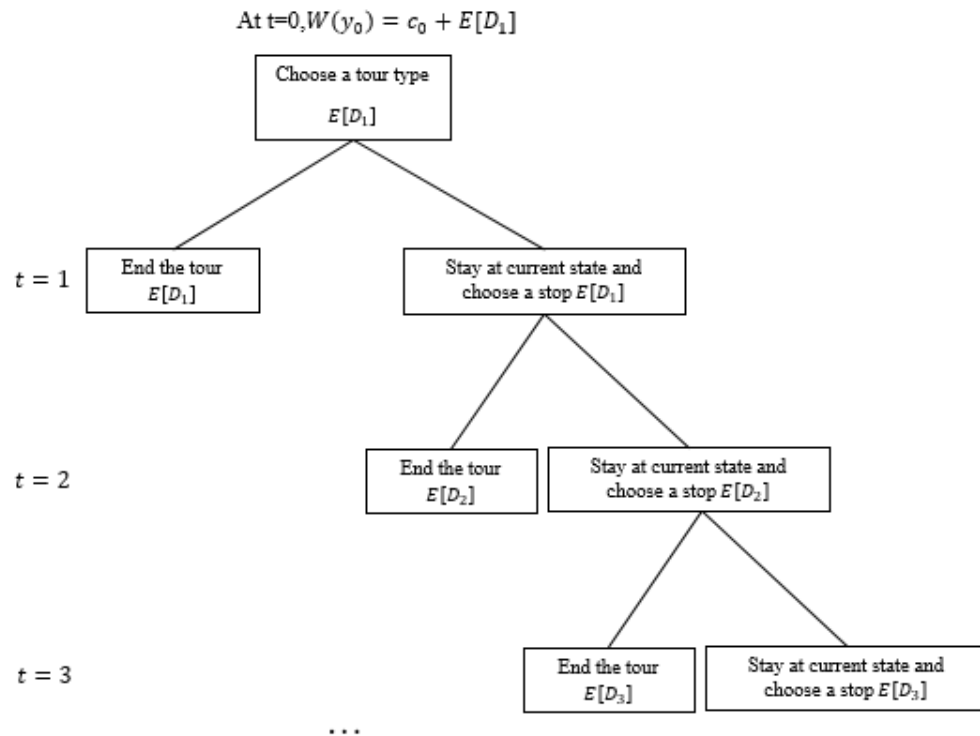 At t=0,W(y₀) = c₀ + E[D₁]
Choose a tour type
E[D₁]
t = 1
End the tour
E[D₁]
Stay at current state and
choose a stop E[D₁]
t = 2
End the tour
E[D₂]
Stay at current state and
choose a stop E[D₂]
t = 3
End the tour
E[D₃]
Stay at current state and
choose a stop E[D₃]
...